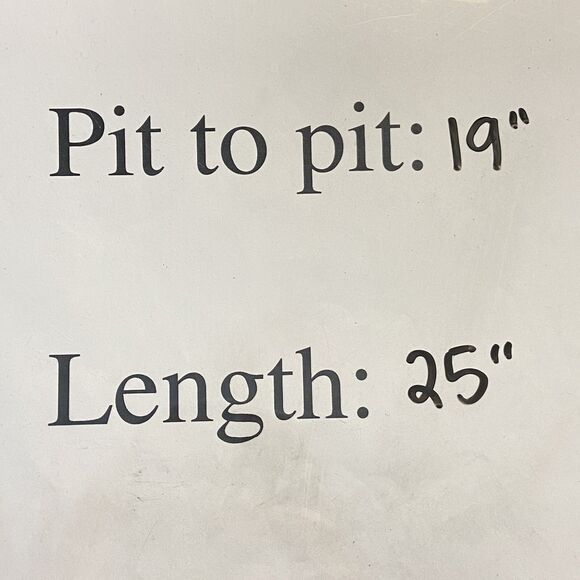 Pit to pit: 19"
Length: 25"